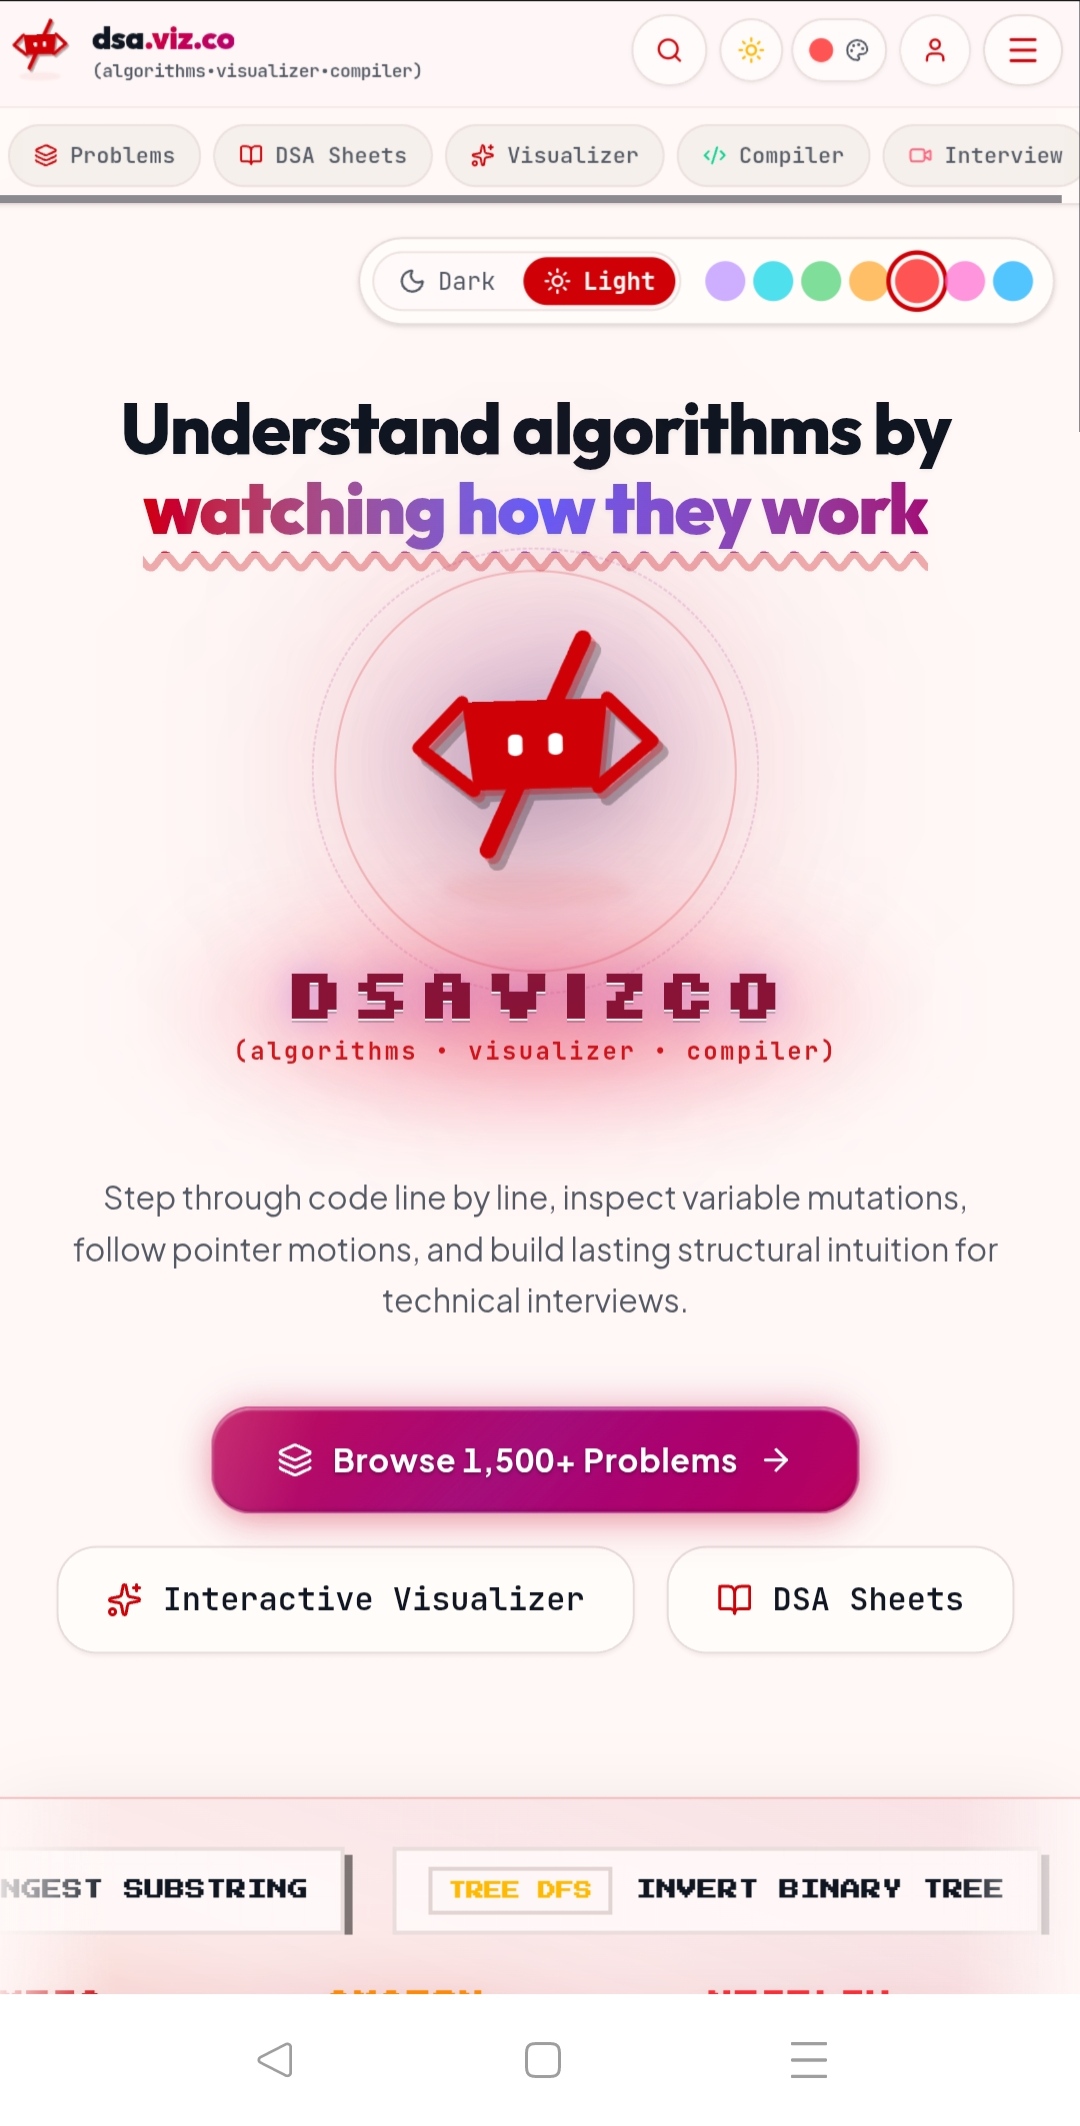 dsa.viz.co
(algorithms•visualizer•compiler)
Problems
DSA Sheets
Visualizer
Compiler
Interview
Dark
Light
Understand algorithms by
watching how they work
DSAVIZCO
(algorithms • visualizer • compiler)
Step through code line by line, inspect variable mutations,
follow pointer motions, and build lasting structural intuition for
technical interviews.
Browse 1,500+ Problems
Interactive Visualizer
DSA Sheets
NGEST SUBSTRING
TREE DFS
INVERT BINARY TREE